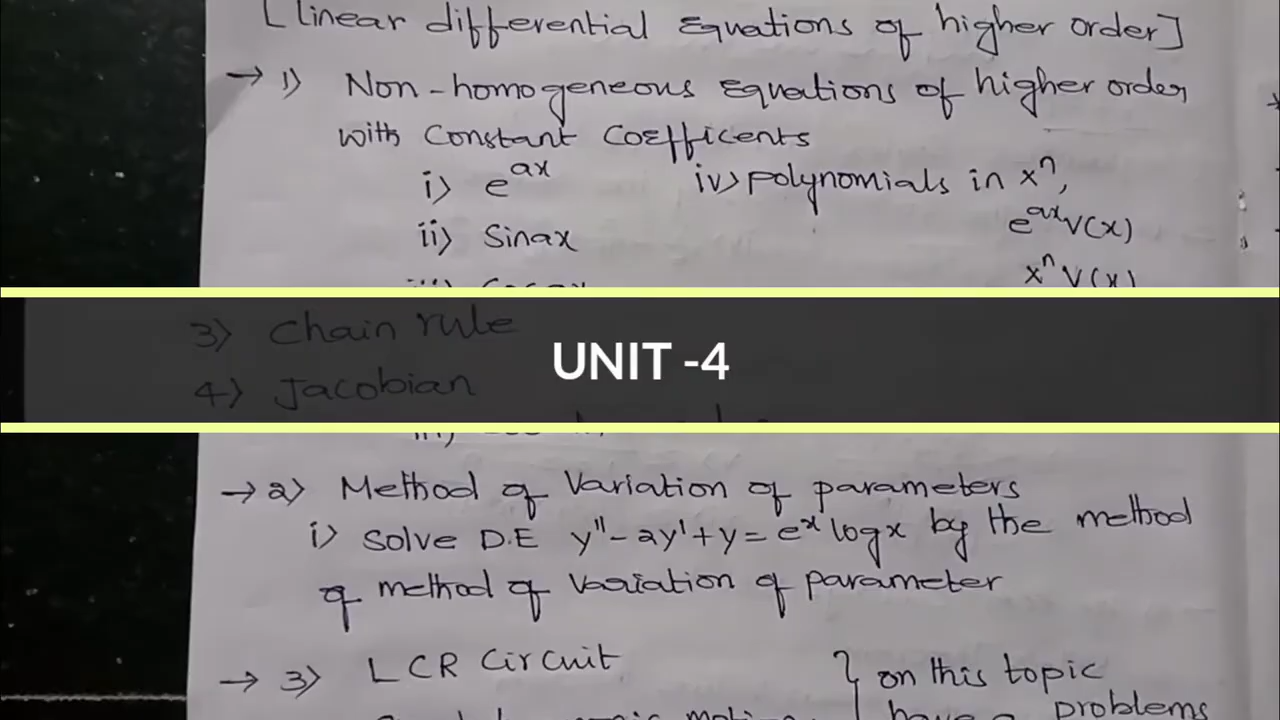 [Linear differential Equations of higher order]
→ 1) Non-homogeneous Equations of higher order
with Constant Coefficents
i) e^ax iv) polynomials in x^n,
e^ax V(x)
ii) Sinax
x^n V(x)
3) Chain rule
UNIT -4
4) Jacobian
→ 2) Method of Variation of parameters
i) Solve D.E y''-2y'+y=e^x logx by the method
of method of Variation of parameter
→ 3) LCR Circuit } on this topic
have problems